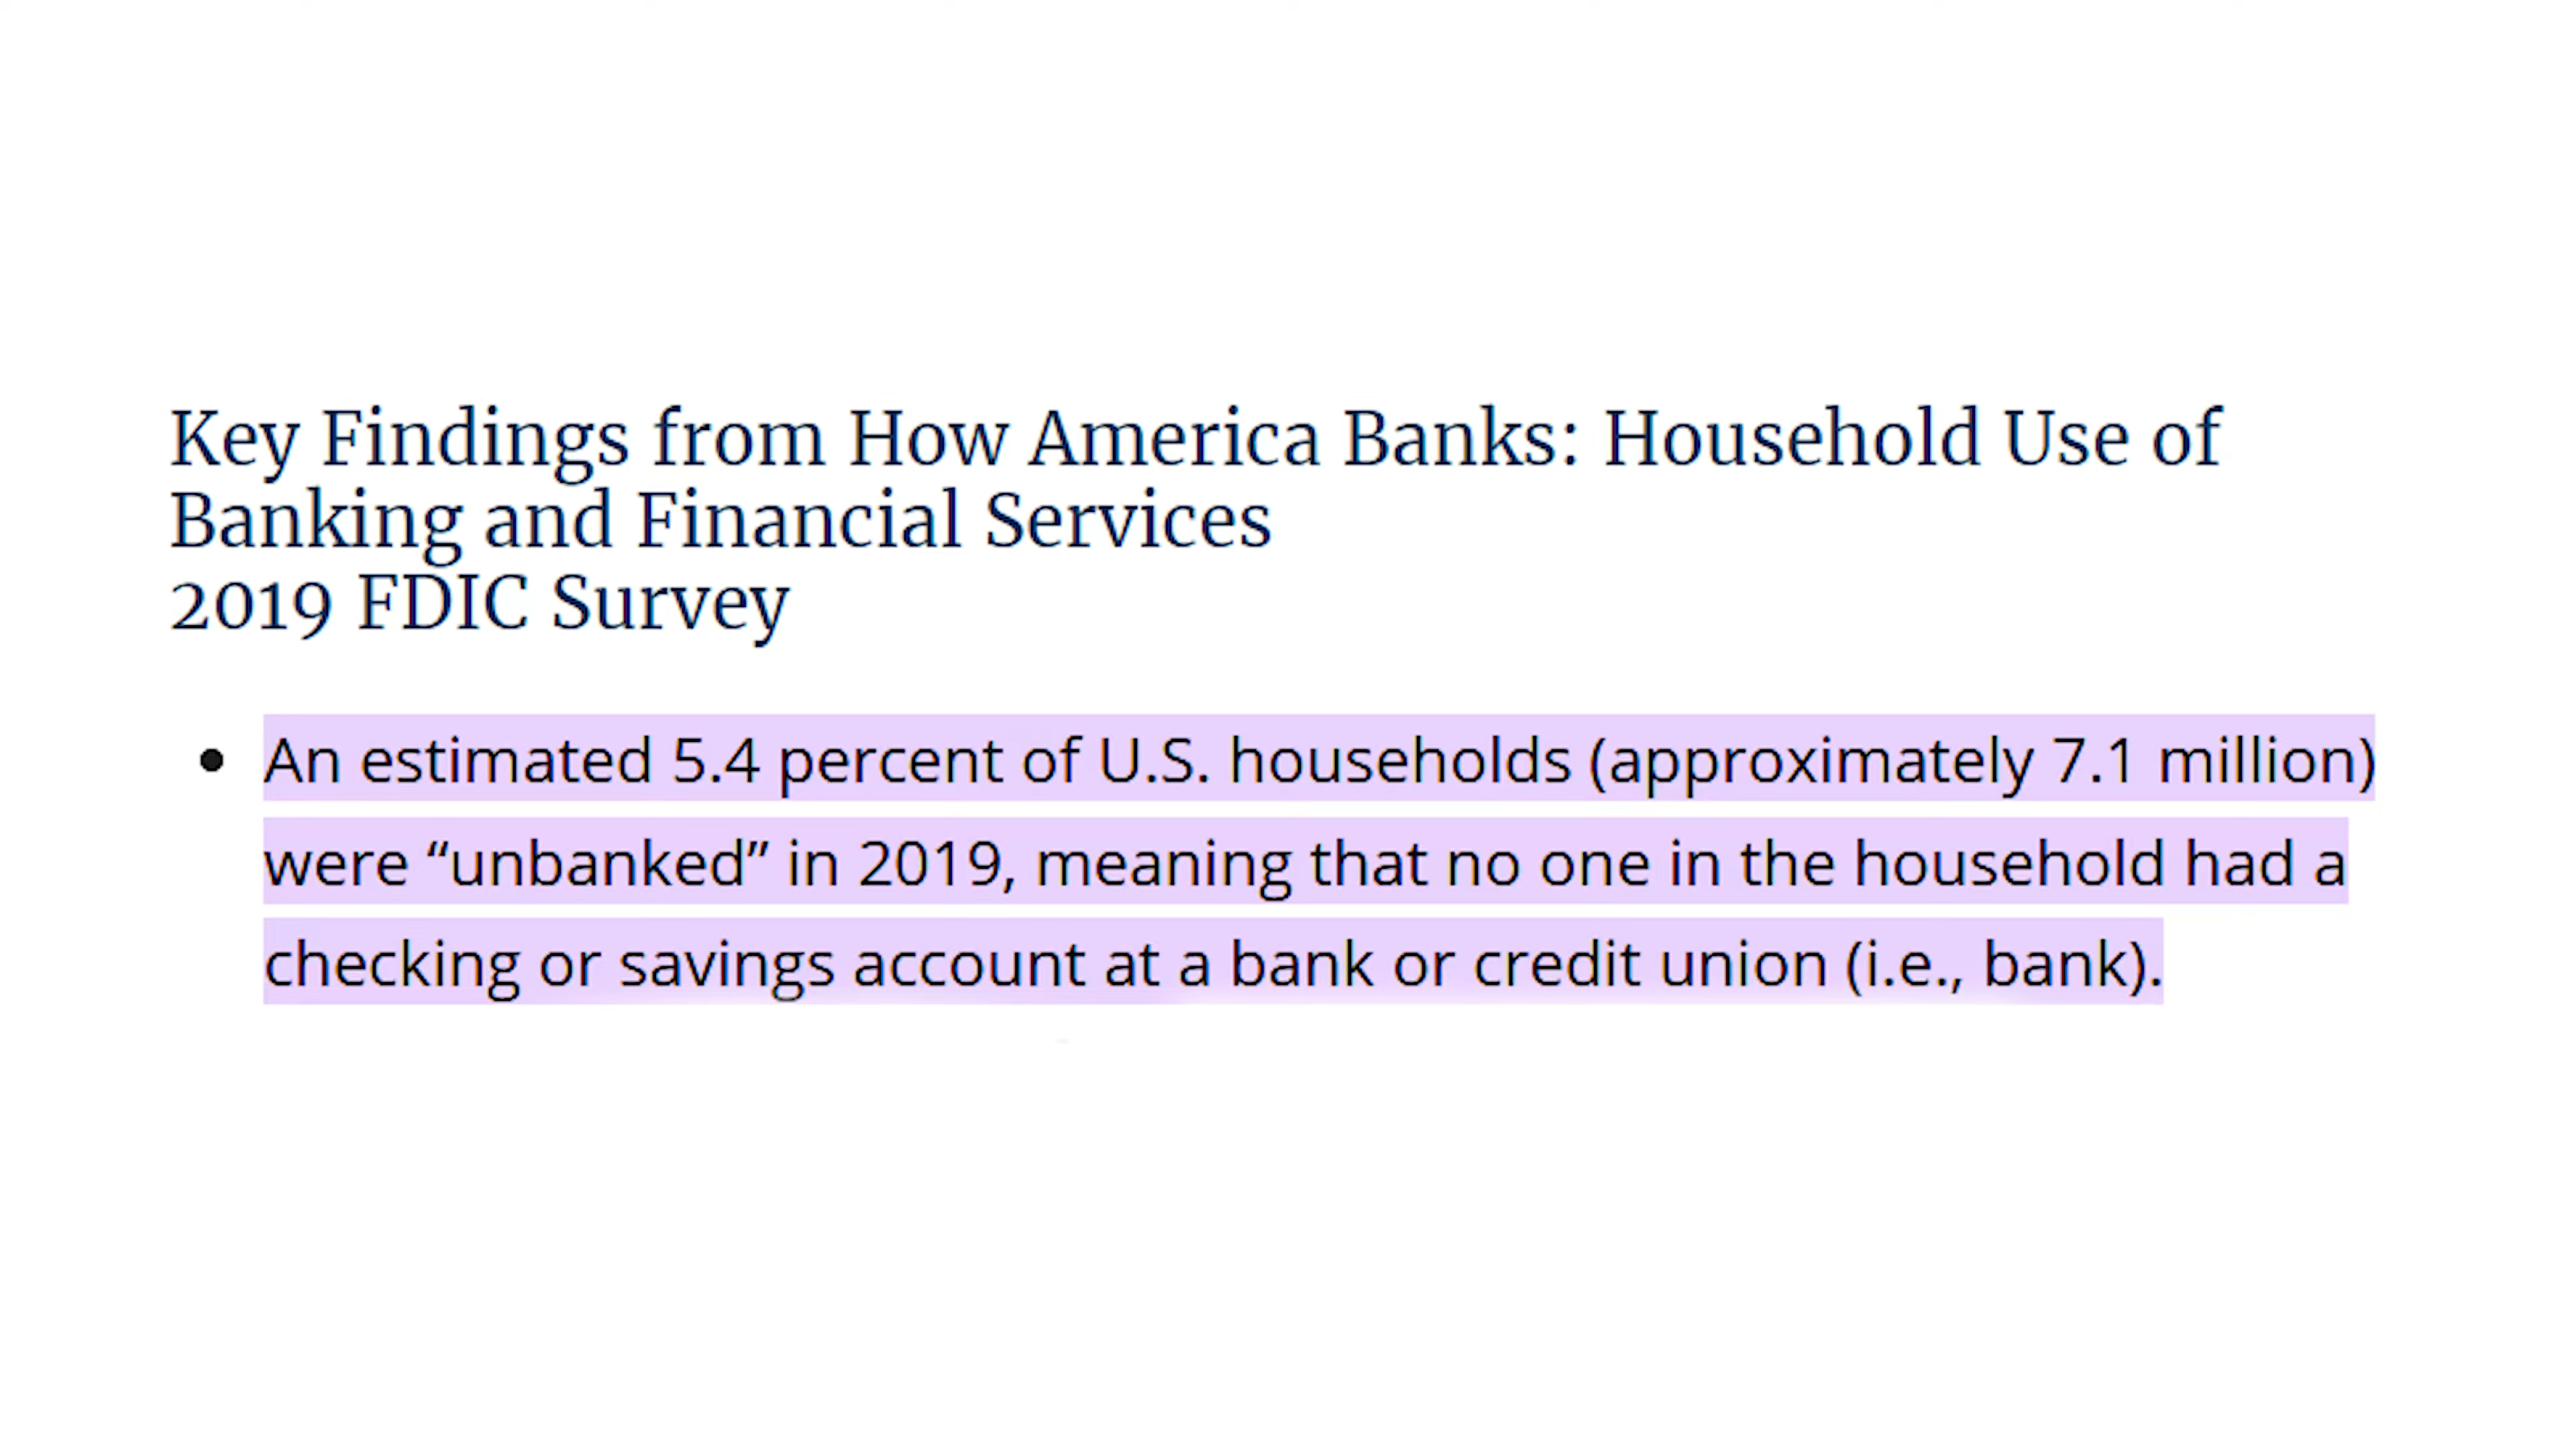 Key Findings from How America Banks: Household Use of
Banking and Financial Services
2019 FDIC Survey
• An estimated 5.4 percent of U.S. households (approximately 7.1 million)
were “unbanked” in 2019, meaning that no one in the household had a
checking or savings account at a bank or credit union (i.e., bank).